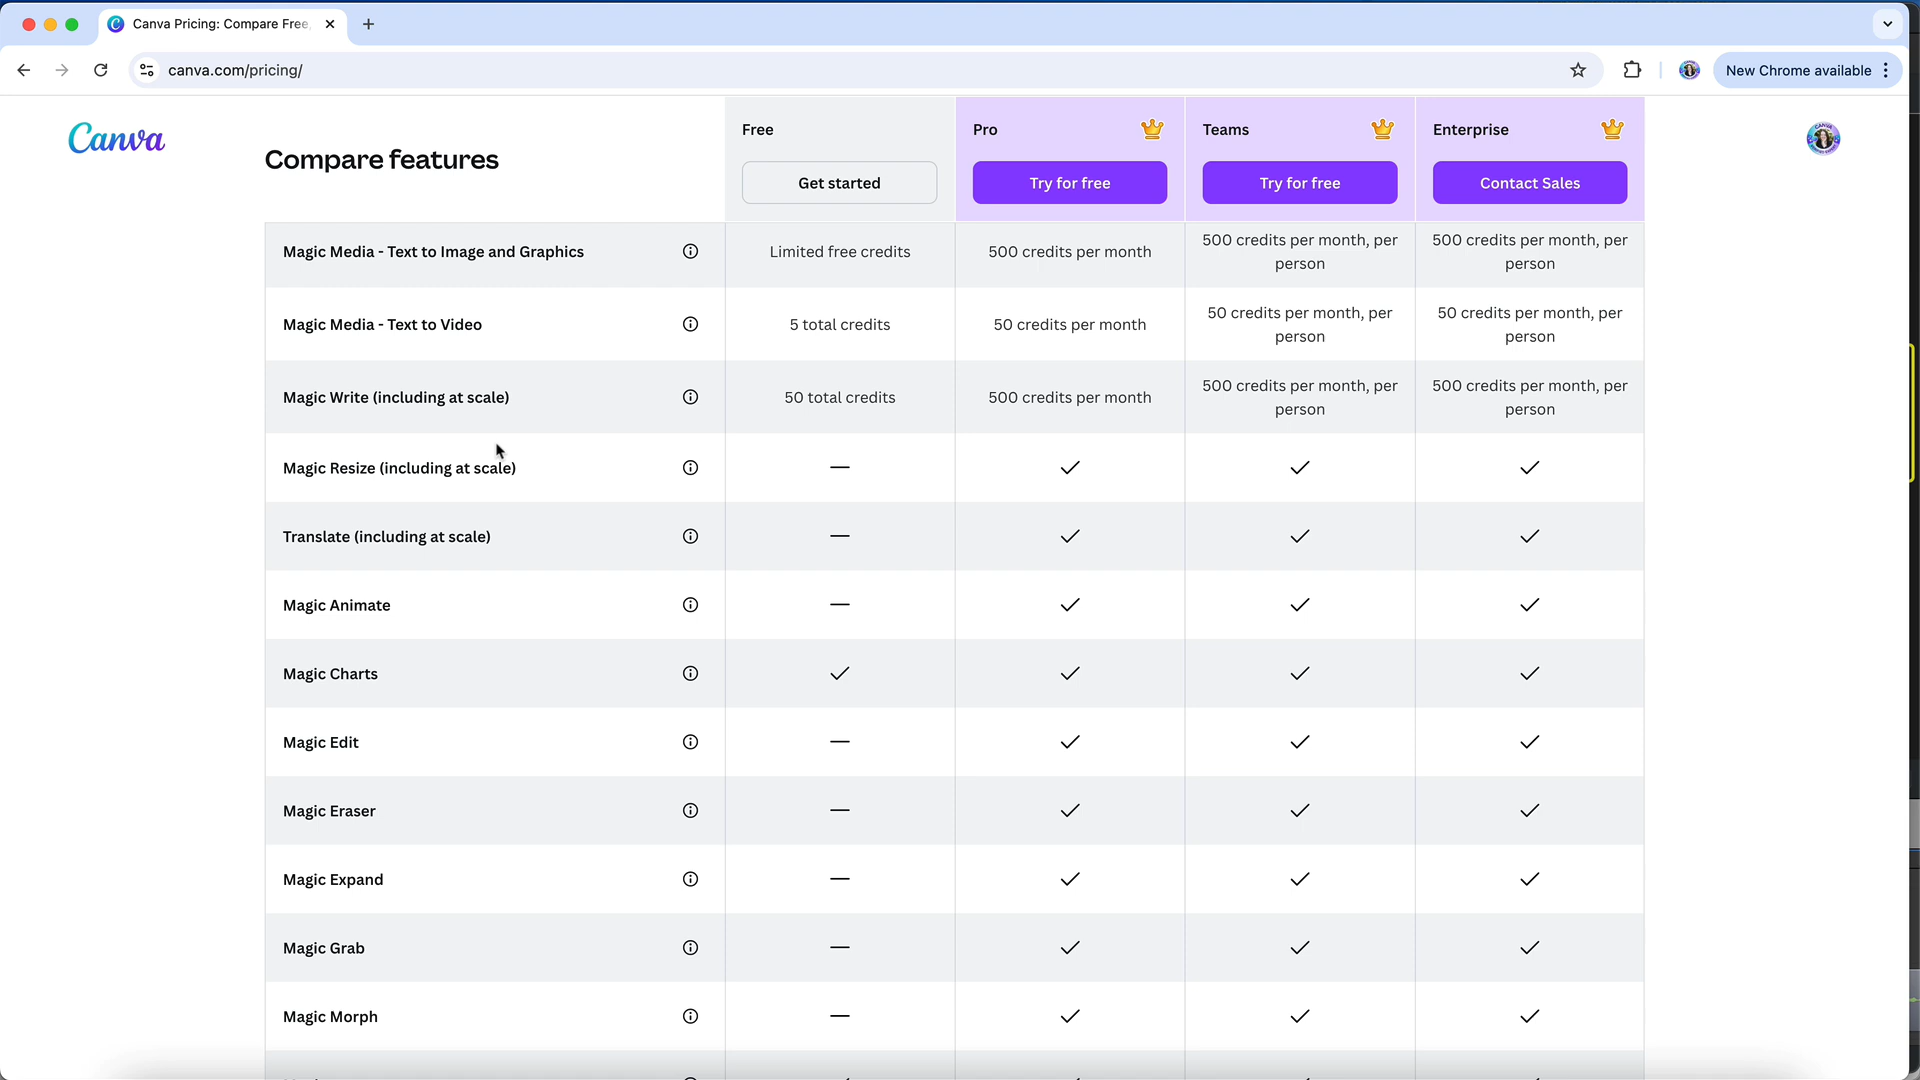 Canva Pricing: Compare Free,
canva.com/pricing/
New Chrome available
Canva
Compare features
Free
Pro
Teams
Enterprise
Get started
Try for free
Try for free
Contact Sales
Magic Media - Text to Image and Graphics
Limited free credits
500 credits per month
500 credits per month, per
person
500 credits per month, per
person
Magic Media - Text to Video
5 total credits
50 credits per month
50 credits per month, per
person
50 credits per month, per
person
Magic Write (including at scale)
50 total credits
500 credits per month
500 credits per month, per
person
500 credits per month, per
person
Magic Resize (including at scale)
Translate (including at scale)
Magic Animate
Magic Charts
Magic Edit
Magic Eraser
Magic Expand
Magic Grab
Magic Morph